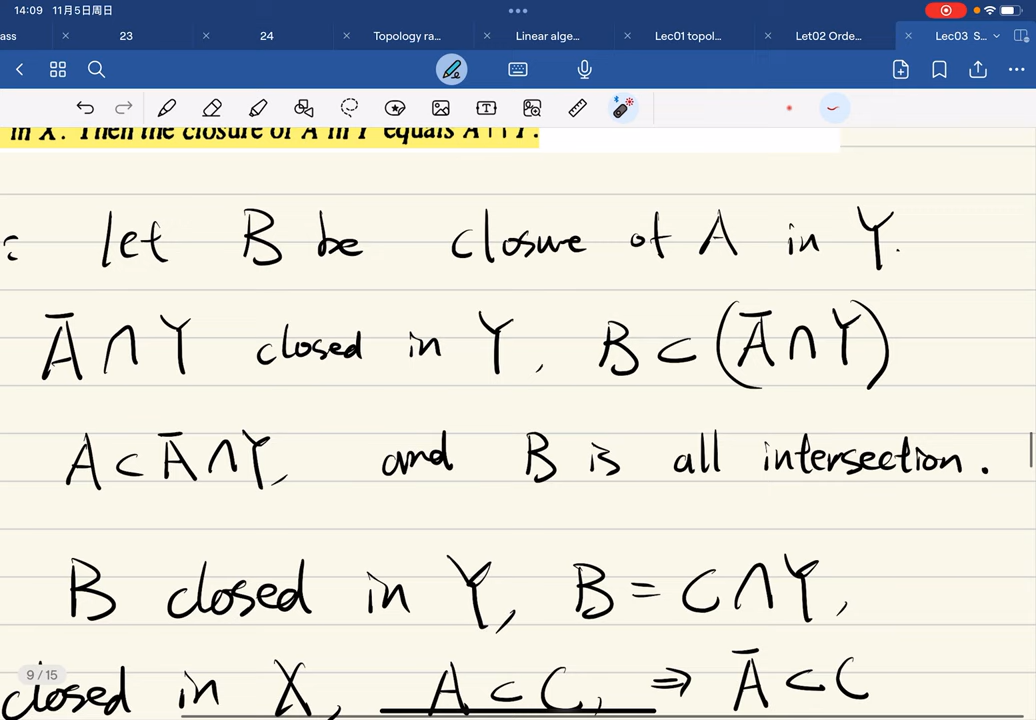 14:09 11月5日周日
ass 23 24 Topology ra... Linear alge... Lec01 topol... Let02 Orde... Lec03 S...
in X. Then the closure of A in Y equals Ā ∩ Y.
: let B be closure of A in Y.
Ā ∩ Y closed in Y, B ⊂ (Ā ∩ Y)
A ⊂ Ā ∩ Y, and B is all intersection.
B closed in Y, B = C ∩ Y,
closed in X, A ⊂ C, ⇒ Ā ⊂ C
9 / 15